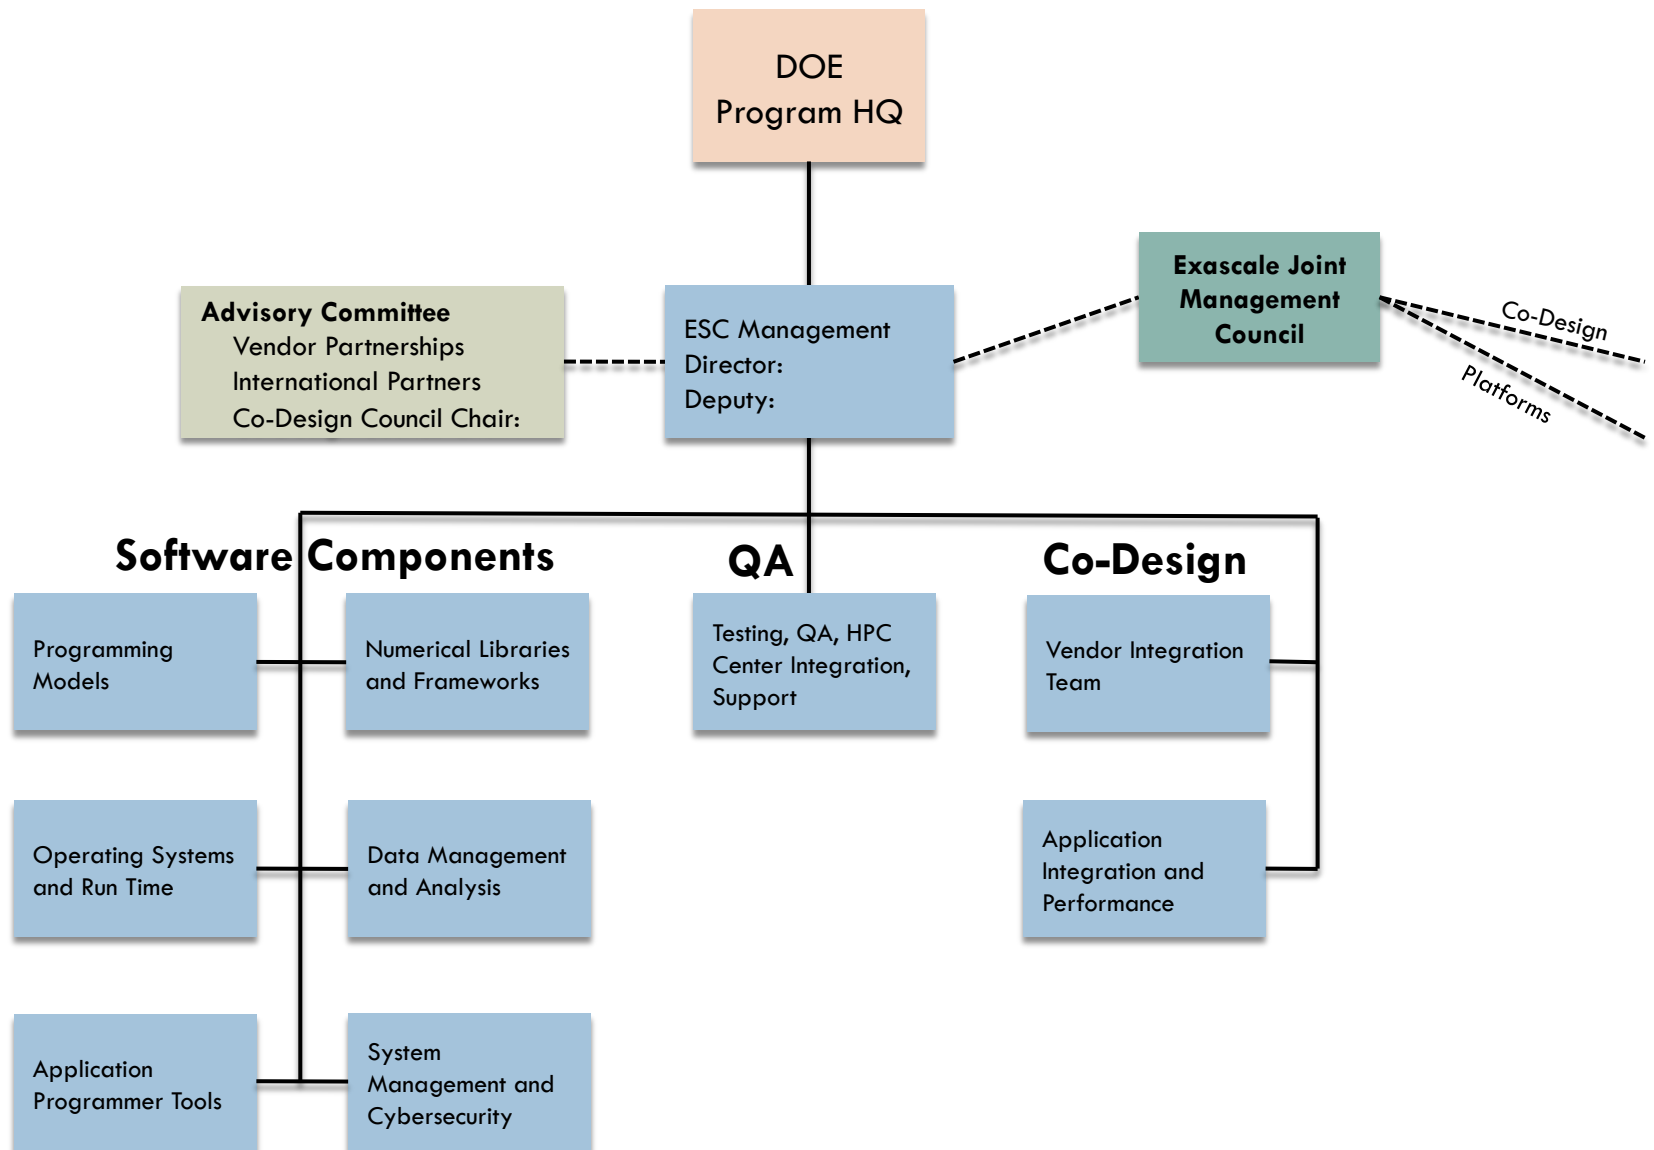 DOE
Program HQ
Exascale Joint
Management
Council
Co-Design
Platforms
Advisory Committee
Vendor Partnerships
International Partners
Co-Design Council Chair:
ESC Management
Director:
Deputy:
Software Components
QA
Co-Design
Programming
Models
Numerical Libraries
and Frameworks
Testing, QA, HPC
Center Integration,
Support
Vendor Integration
Team
Operating Systems
and Run Time
Data Management
and Analysis
Application
Integration and
Performance
Application
Programmer Tools
System
Management and
Cybersecurity